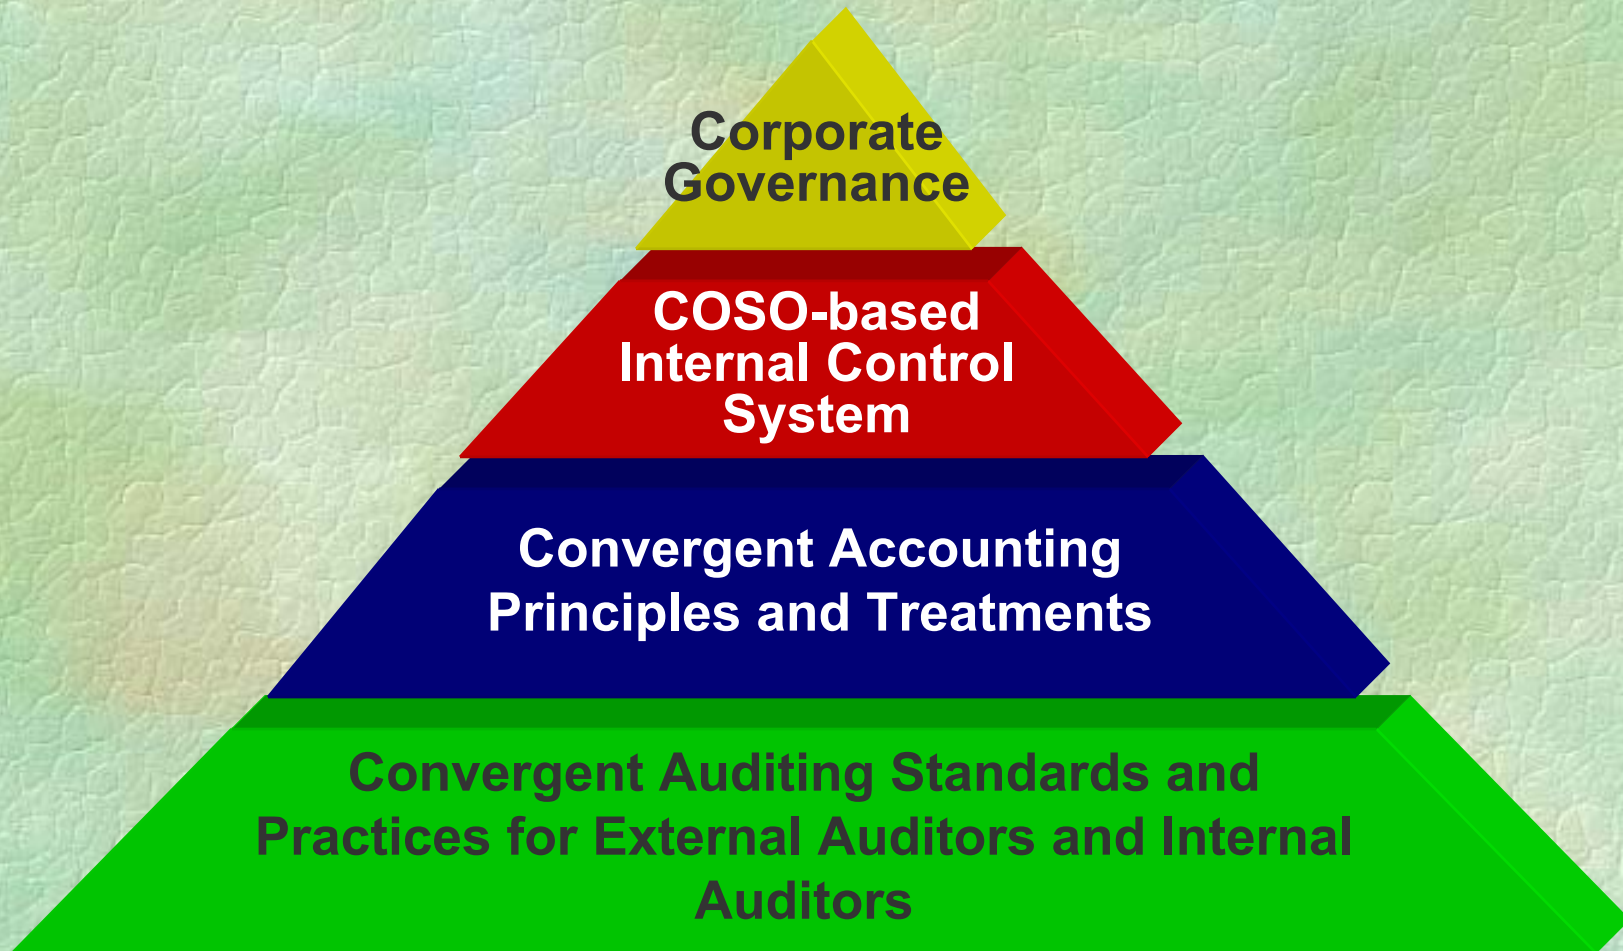 Corporate
Governance
COSO-based
Internal Control
System
Convergent Accounting
Principles and Treatments
Convergent Auditing Standards and
Practices for External Auditors and Internal
Auditors